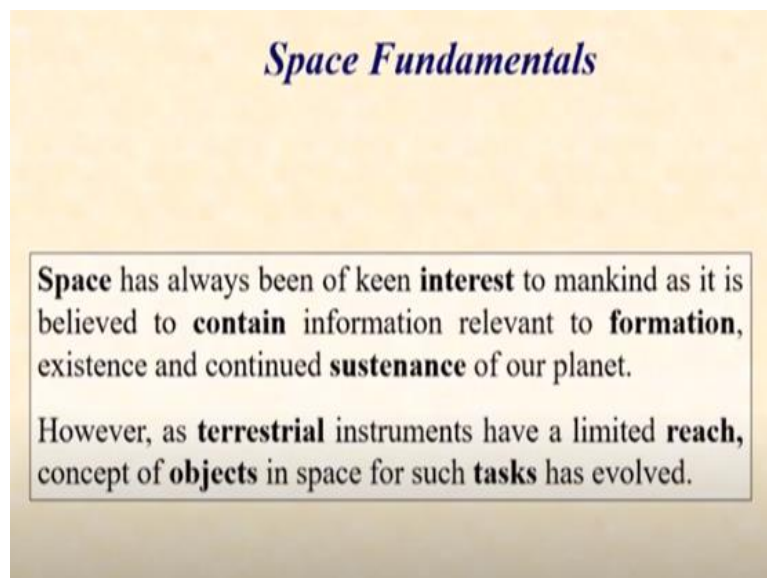 Space Fundamentals
Space has always been of keen interest to mankind as it is
believed to contain information relevant to formation,
existence and continued sustenance of our planet.
However, as terrestrial instruments have a limited reach,
concept of objects in space for such tasks has evolved.